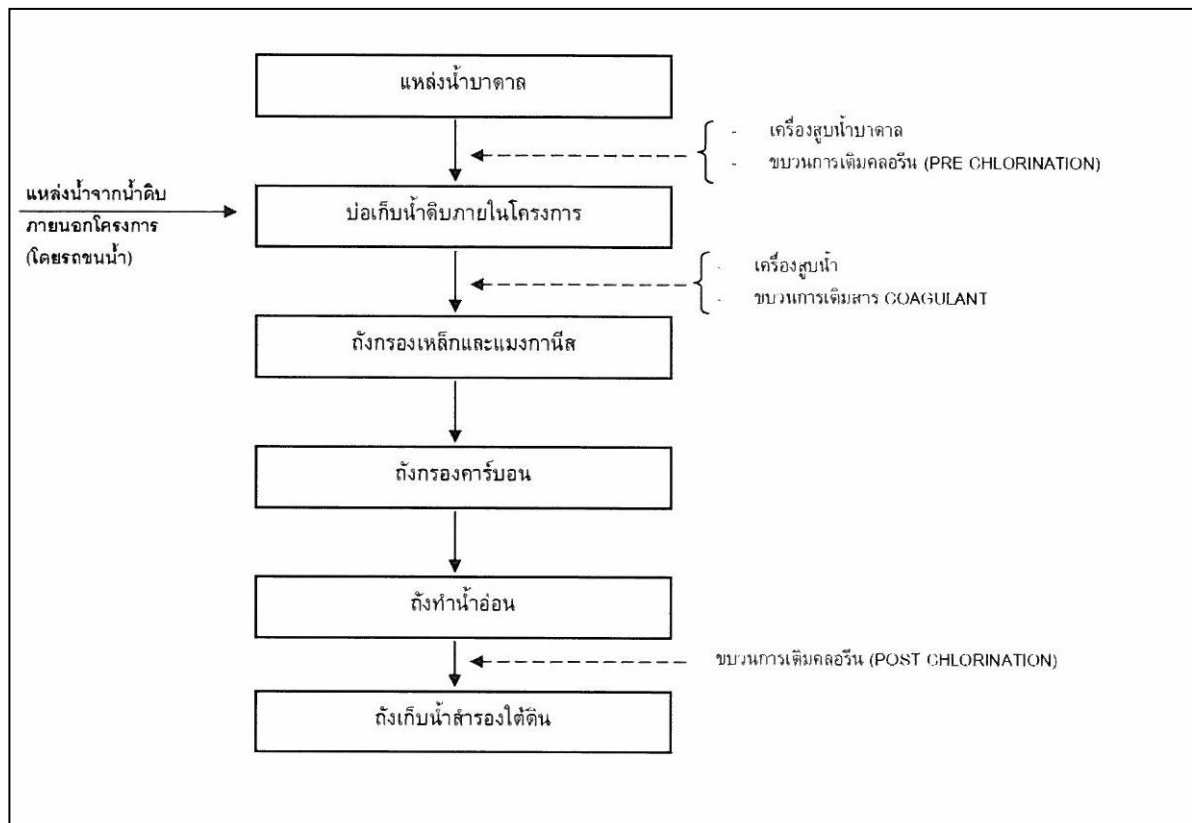 แหล่งน้ำบาดาล
- เครื่องสูบน้ำบาดาล
- ขบวนการเติมคลอรีน (PRE CHLORINATION)
แหล่งน้ำจากน้ำดิบ
ภายนอกโครงการ
(โดยรถขนน้ำ)
บ่อเก็บน้ำดิบภายในโครงการ
- เครื่องสูบน้ำ
- ขบวนการเติมสาร COAGULANT
ถังกรองเหล็กและแมงกานีส
ถังกรองคาร์บอน
ถังทำน้ำอ่อน
ขบวนการเติมคลอรีน (POST CHLORINATION)
ถังเก็บน้ำสำรองใต้ดิน